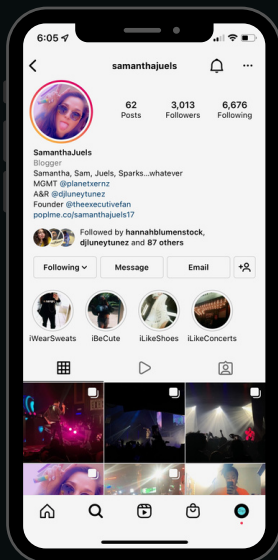 6:05
samanthajuels
62
Posts
3,013
Followers
6,676
Following
SamanthaJuels
Blogger
Samantha, Sam, Juels, Sparks...whatever
MGMT @planetxernz
A&R @djluneytunez
Founder @theexecutivefan
poplme.co/samanthajuels17
Followed by hannahblumenstock,
djluneytunez and 87 others
Following
Message
Email
iWearSweats
iBeCute
iLikeShoes
iLikeConcerts